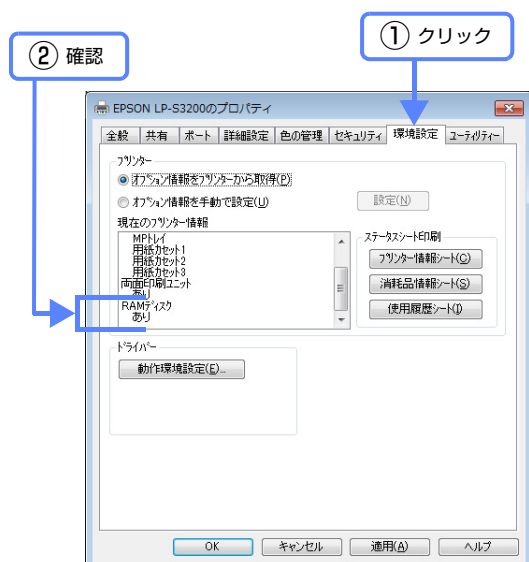 ① クリック
② 確認
EPSON LP-S3200のプロパティ
全般 共有 ポート 詳細設定 色の管理 セキュリティ 環境設定 ユーティリティー
プリンター
オプション情報をプリンターから取得(P)
オプション情報を手動で設定(U) 設定(N)
現在のプリンター情報
MPトレイ
用紙カセット1
用紙カセット2
用紙カセット3
両面印刷ユニット
あり
RAMディスク
あり
ステータスシート印刷
プリンター情報シート(C)
消耗品情報シート(S)
使用履歴シート(I)
ドライバー
動作環境設定(E)...
OK キャンセル 適用(A) ヘルプ